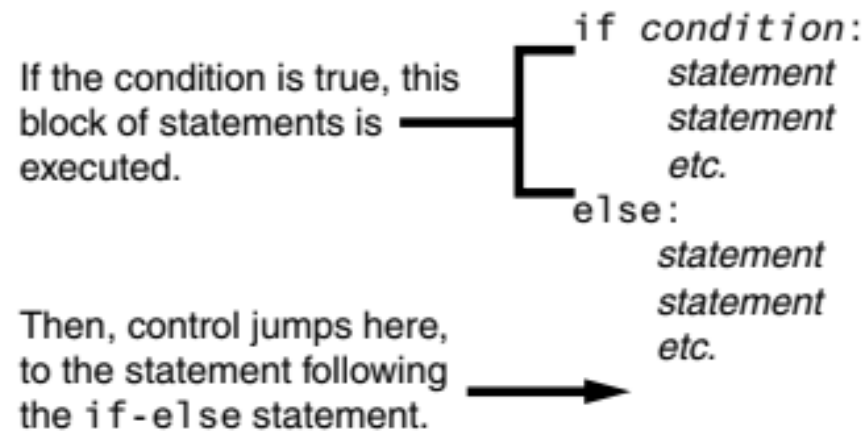 If the condition is true, this
block of statements is
executed.
if condition:
statement
statement
etc.
else:
statement
statement
etc.
Then, control jumps here,
to the statement following
the if-else statement.